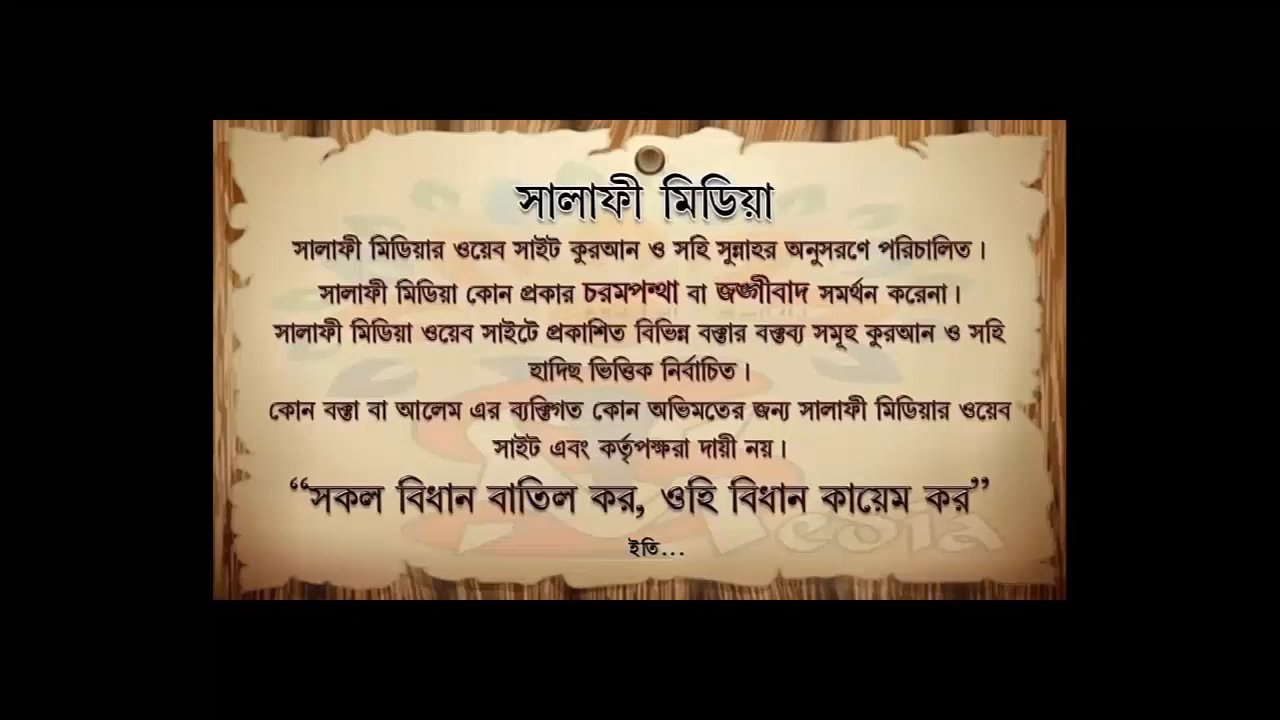 সালাফী মিডিয়া
সালাফী মিডিয়ার ওয়েব সাইট কুরআন ও সহি সুন্নাহর অনুসরণে পরিচালিত।
সালাফী মিডিয়া কোন প্রকার চরমপন্থা বা জঙ্গীবাদ সমর্থন করেনা।
সালাফী মিডিয়া ওয়েব সাইটে প্রকাশিত বিভিন্ন বক্তার বক্তব্য সমূহ কুরআন ও সহি
হাদিছ ভিত্তিক নির্বাচিত।
কোন বক্তা বা আলেম এর ব্যক্তিগত কোন অভিমতের জন্য সালাফী মিডিয়ার ওয়েব
সাইট এবং কর্তৃপক্ষরা দায়ী নয়।
“সকল বিধান বাতিল কর, ওহি বিধান কায়েম কর”
ইতি...